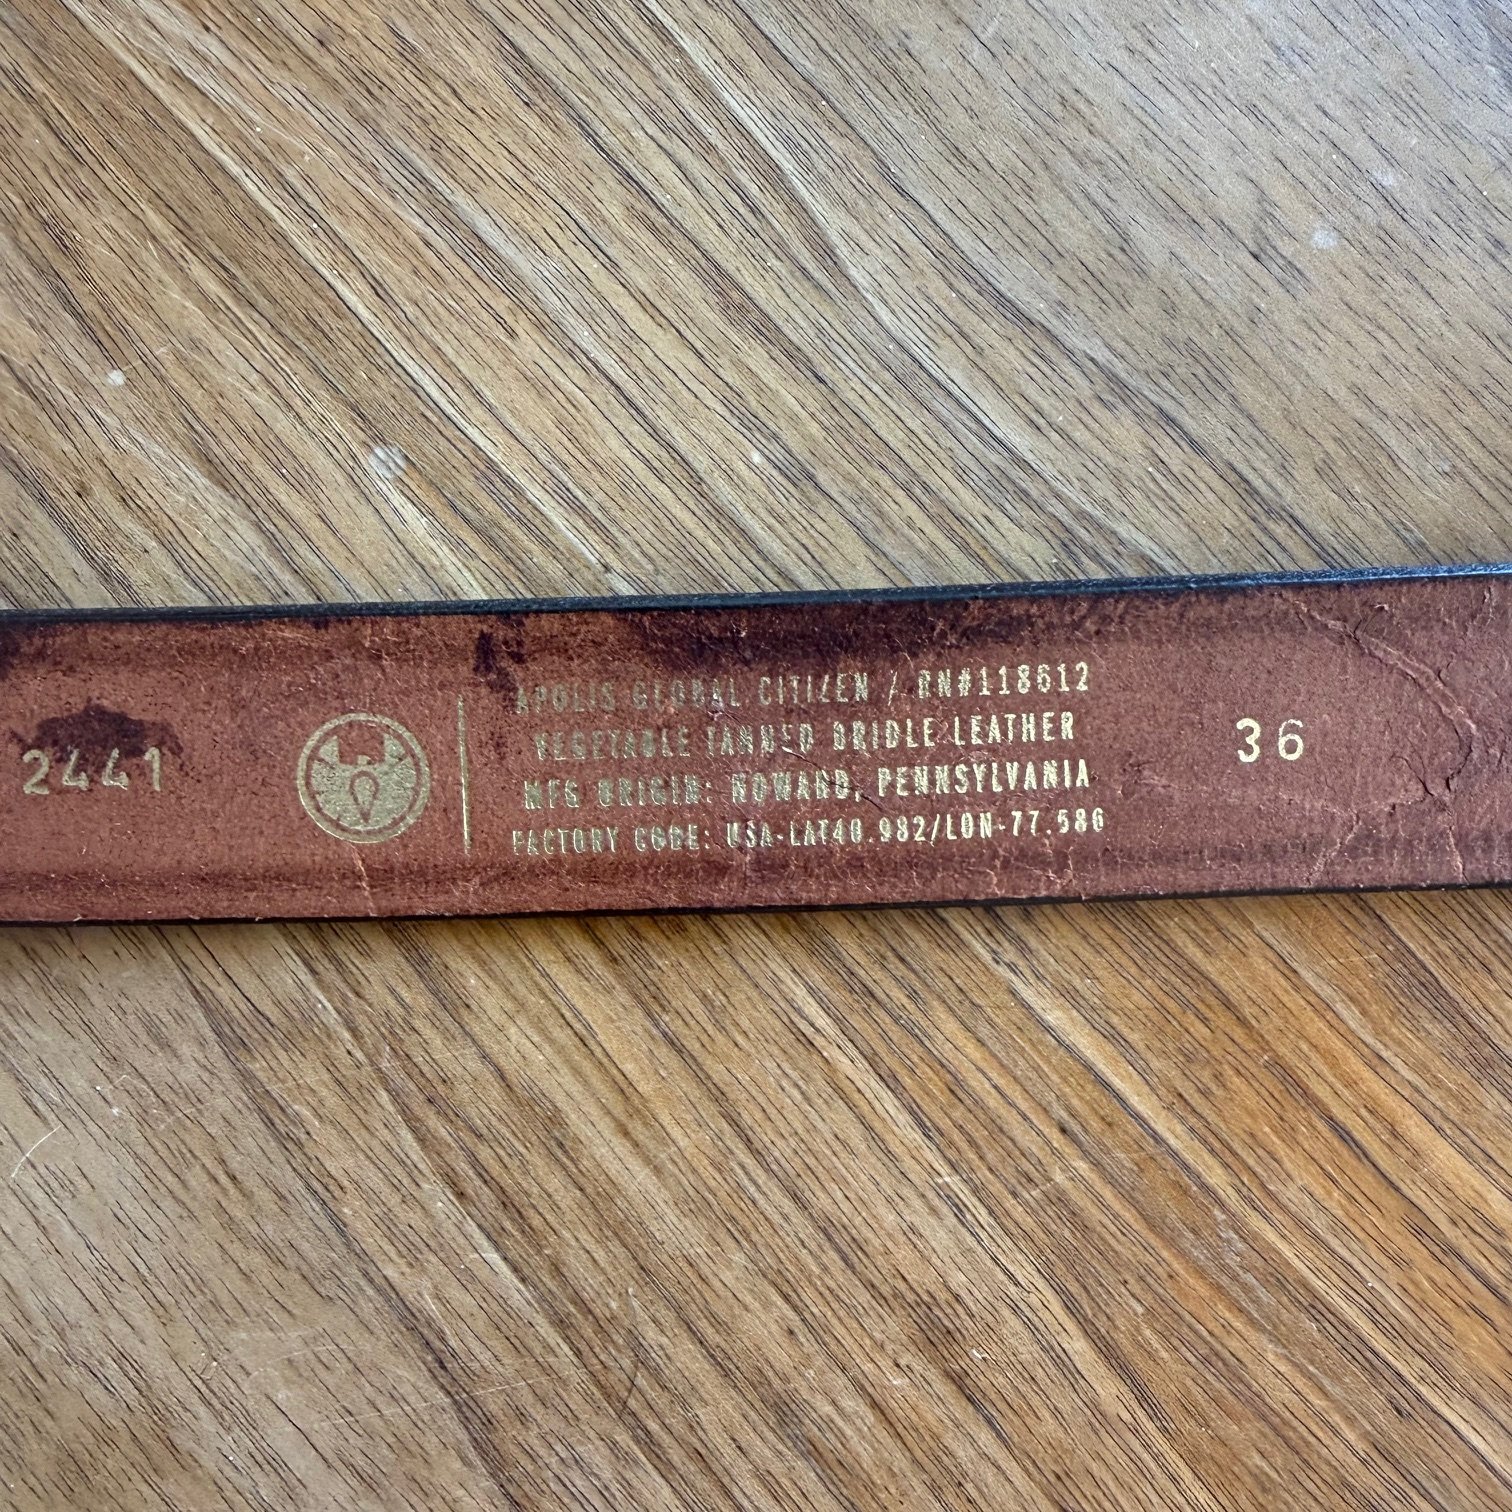 2441
APOLIS GLOBAL CITIZEN / RN#118612
VEGETABLE TANNED BRIDLE LEATHER
MFG ORIGIN: HOWARD, PENNSYLVANIA
FACTORY CODE: USA-LAT40.982/LON-77.586
36